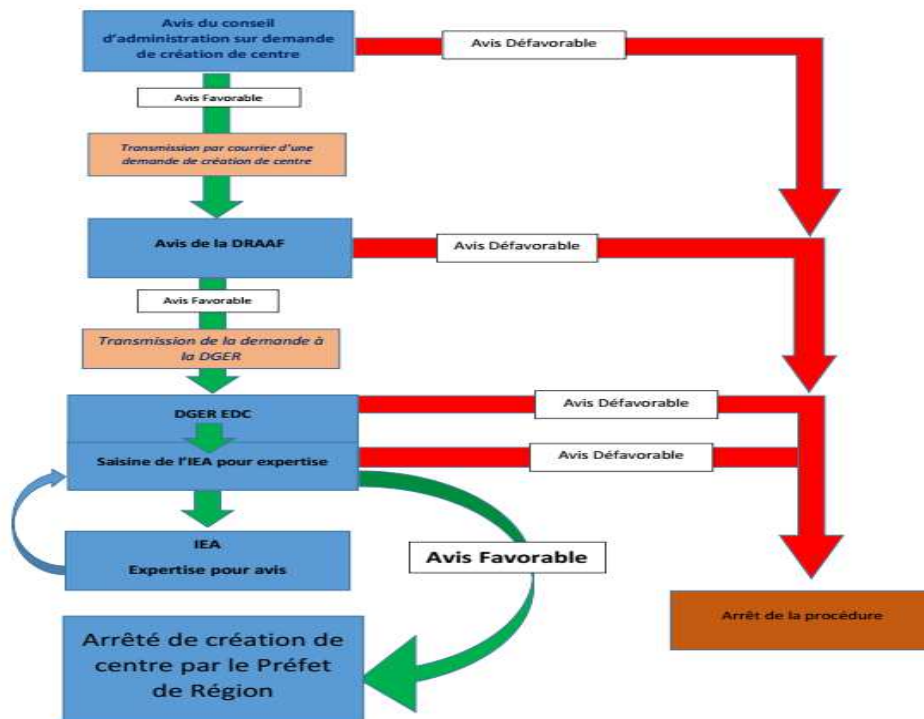 Avis du conseil
d'administration sur demande
de création de centre
Avis Défavorable
Avis Favorable
Transmission par courrier d'une
demande de création de centre
Avis de la DRAAF
Avis Défavorable
Avis Favorable
Transmission de la demande à
la DGER
DGER EDC
Avis Défavorable
Saisine de l'IEA pour expertise
Avis Défavorable
IEA
Expertise pour avis
Avis Favorable
Arrêt de la procédure
Arrêté de création de
centre par le Préfet
de Région